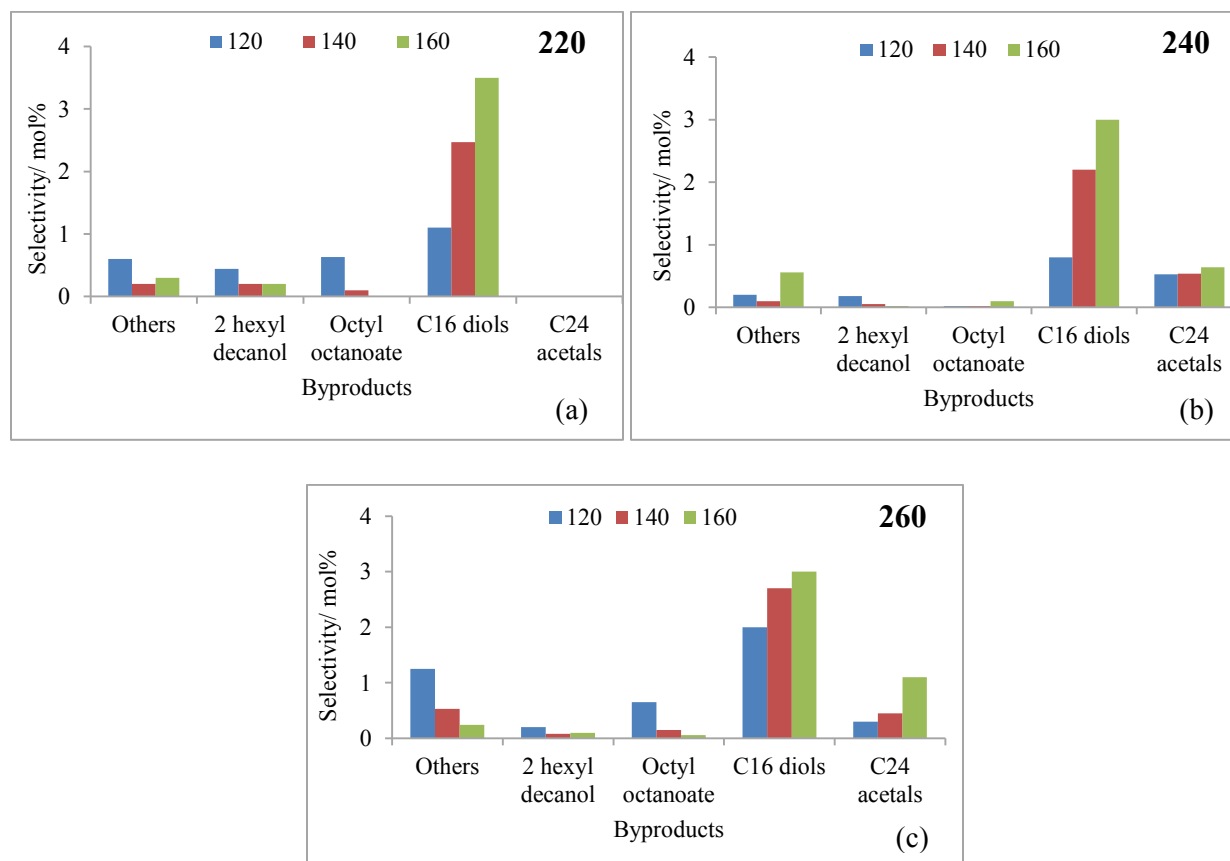 120 140 160 220
4
3
2
1
0
Selectivity/ mol%
Others 2 hexyl Octyl C16 diols C24
decanol octanoate acetals
Byproducts
(a)
120 140 160 240
4
3
2
1
0
Selectivity/ mol%
Others 2 hexyl Octyl C16 diols C24
decanol octanoate acetals
Byproducts
(b)
120 140 160 260
4
3
2
1
0
Selectivity/ mol%
Others 2 hexyl Octyl C16 diols C24
decanol octanoate acetals
Byproducts
(c)